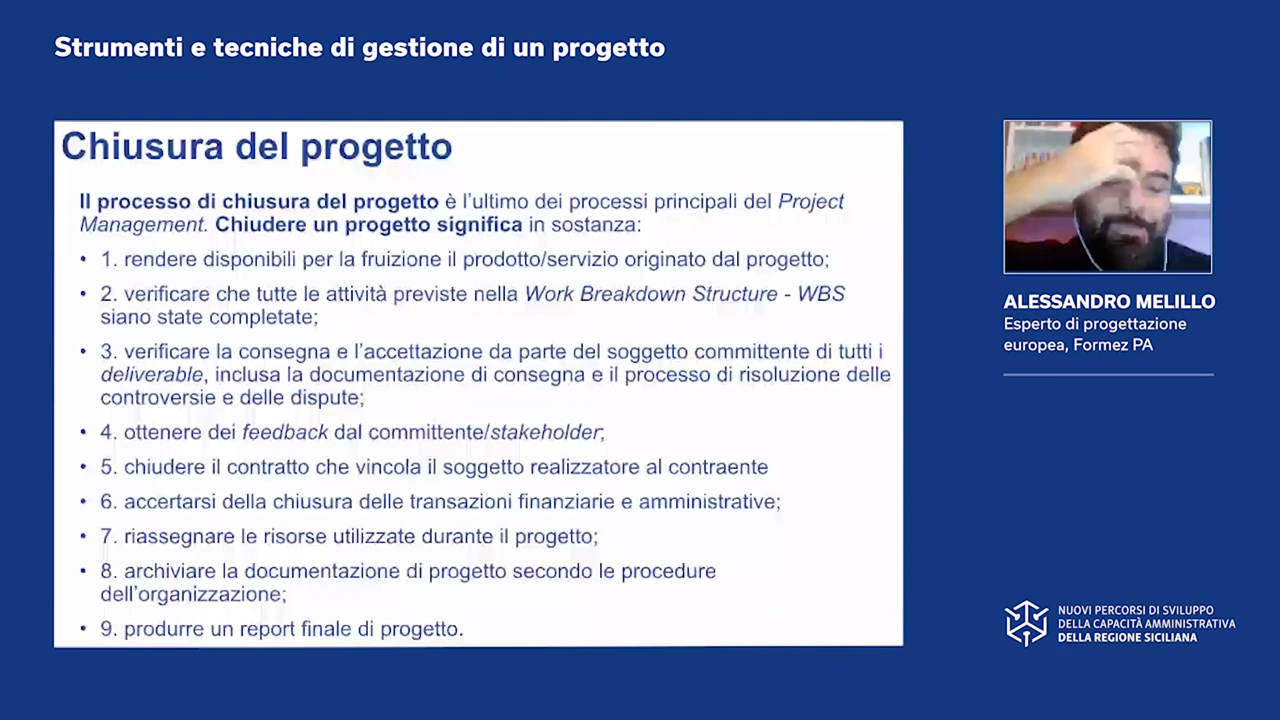 Strumenti e tecniche di gestione di un progetto
Chiusura del progetto
Il processo di chiusura del progetto è l'ultimo dei processi principali del Project
Management. Chiudere un progetto significa in sostanza:
• 1. rendere disponibili per la fruizione il prodotto/servizio originato dal progetto;
• 2. verificare che tutte le attività previste nella Work Breakdown Structure - WBS
siano state completate;
• 3. verificare la consegna e l'accettazione da parte del soggetto committente di tutti i
deliverable, inclusa la documentazione di consegna e il processo di risoluzione delle
controversie e delle dispute;
• 4. ottenere dei feedback dal committente/stakeholder;
• 5. chiudere il contratto che vincola il soggetto realizzatore al contraente
• 6. accertarsi della chiusura delle transazioni finanziarie e amministrative;
• 7. riassegnare le risorse utilizzate durante il progetto;
• 8. archiviare la documentazione di progetto secondo le procedure
dell'organizzazione;
• 9. produrre un report finale di progetto.
ALESSANDRO MELILLO
Esperto di progettazione
europea, Formez PA
NUOVI PERCORSI DI SVILUPPO
DELLA CAPACITÀ AMMINISTRATIVA
DELLA REGIONE SICILIANA